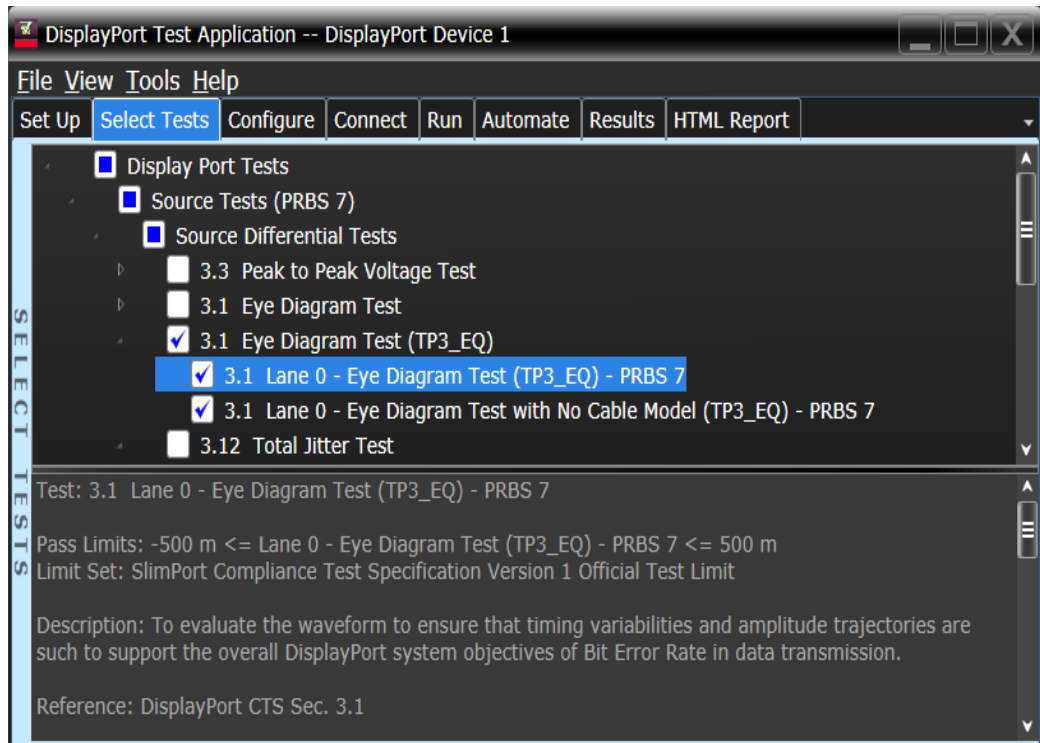 DisplayPort Test Application -- DisplayPort Device 1
File View Tools Help
Set Up Select Tests Configure Connect Run Automate Results HTML Report
Display Port Tests
Source Tests (PRBS 7)
Source Differential Tests
3.3 Peak to Peak Voltage Test
3.1 Eye Diagram Test
3.1 Eye Diagram Test (TP3_EQ)
3.1 Lane 0 - Eye Diagram Test (TP3_EQ) - PRBS 7
3.1 Lane 0 - Eye Diagram Test with No Cable Model (TP3_EQ) - PRBS 7
3.12 Total Jitter Test
SELECT TESTS
Test: 3.1 Lane 0 - Eye Diagram Test (TP3_EQ) - PRBS 7
Pass Limits: -500 m <= Lane 0 - Eye Diagram Test (TP3_EQ) - PRBS 7 <= 500 m
Limit Set: SlimPort Compliance Test Specification Version 1 Official Test Limit
Description: To evaluate the waveform to ensure that timing variabilities and amplitude trajectories are
such to support the overall DisplayPort system objectives of Bit Error Rate in data transmission.
Reference: DisplayPort CTS Sec. 3.1